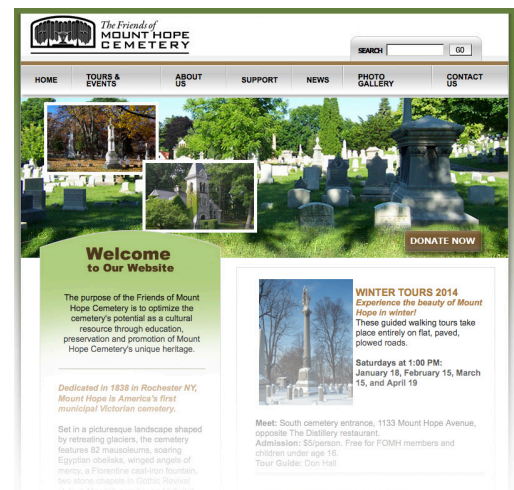 The Friends of
MOUNT HOPE
CEMETERY
SEARCH GO
HOME
TOURS & EVENTS
ABOUT US
SUPPORT
NEWS
PHOTO GALLERY
CONTACT US
DONATE NOW
Welcome
to Our Website
The purpose of the Friends of Mount
Hope Cemetery is to optimize the
cemetery's potential as a cultural
resource through education,
preservation and promotion of Mount
Hope Cemetery's unique heritage.
Dedicated in 1838 in Rochester NY,
Mount Hope is America's first
municipal Victorian cemetery.
Set in a picturesque landscape shaped
by retreating glaciers, the cemetery
features 82 mausoleums, soaring
Egyptian obelisks, winged angels of
mercy, a Florentine cast-iron fountain,
two stone chapels in Gothic Revival
WINTER TOURS 2014
Experience the beauty of Mount
Hope in winter!
These guided walking tours take
place entirely on flat, paved,
plowed roads.
Saturdays at 1:00 PM:
January 18, February 15, March
15, and April 19
Meet: South cemetery entrance, 1133 Mount Hope Avenue,
opposite The Distillery restaurant.
Admission: $5/person. Free for FOMH members and
children under age 16.
Tour Guide: Don Hall